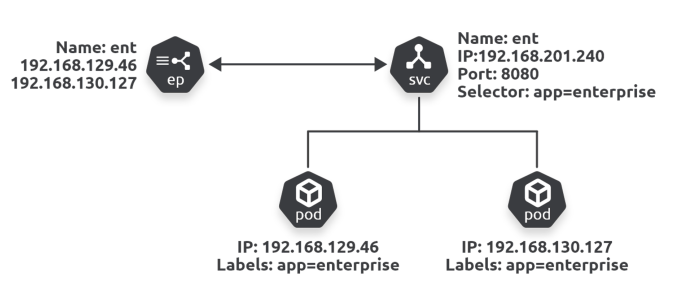 Name: ent
192.168.129.46
192.168.130.127
ep
svc
Name: ent
IP:192.168.201.240
Port: 8080
Selector: app=enterprise
pod
IP: 192.168.129.46
Labels: app=enterprise
pod
IP: 192.168.130.127
Labels: app=enterprise